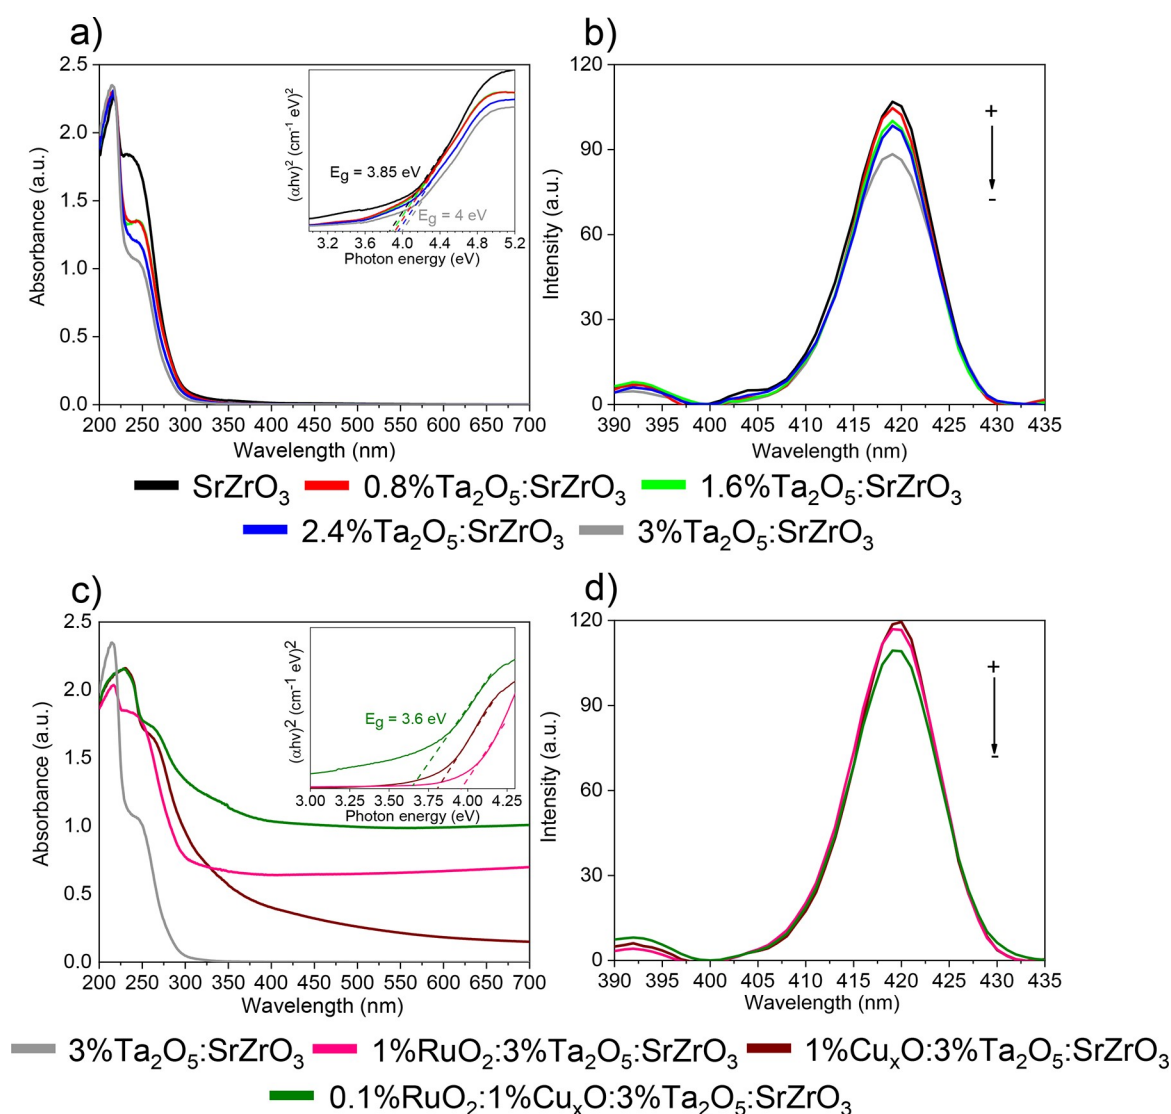 a)
2.5
2.0
1.5
1.0
0.5
0.0
Absorbance (a.u.)
200 250 300 350 400 450 500 550 600 650 700
Wavelength (nm)
(αhv)² (cm⁻¹ eV)²
E_g = 3.85 eV
E_g = 4 eV
3.2 3.6 4.0 4.4 4.8 5.2
Photon energy (eV)
b)
120
90
60
30
0
Intensity (a.u.)
+
-
390 395 400 405 410 415 420 425 430 435
Wavelength (nm)
SrZrO₃ 0.8%Ta₂O₅:SrZrO₃ 1.6%Ta₂O₅:SrZrO₃
2.4%Ta₂O₅:SrZrO₃ 3%Ta₂O₅:SrZrO₃
c)
2.5
2.0
1.5
1.0
0.5
0.0
Absorbance (a.u.)
200 250 300 350 400 450 500 550 600 650 700
Wavelength (nm)
(αhv)² (cm⁻¹ eV)²
E_g = 3.6 eV
3.00 3.25 3.50 3.75 4.00 4.25
Photon energy (eV)
d)
120
90
60
30
0
Intensity (a.u.)
+
-
390 395 400 405 410 415 420 425 430 435
Wavelength (nm)
3%Ta₂O₅:SrZrO₃ 1%RuO₂:3%Ta₂O₅:SrZrO₃ 1%CuₓO:3%Ta₂O₅:SrZrO₃
0.1%RuO₂:1%CuₓO:3%Ta₂O₅:SrZrO₃